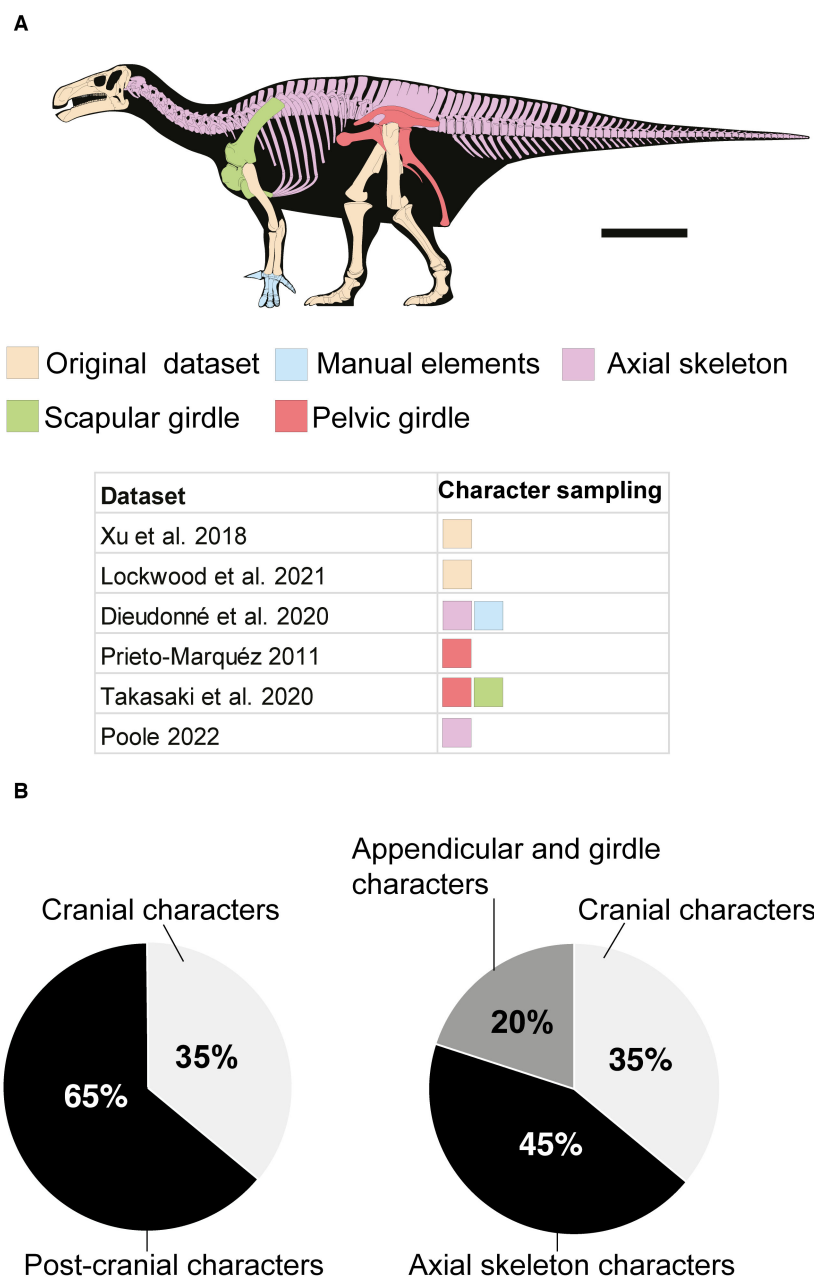 A
Original dataset Manual elements Axial skeleton
Scapular girdle Pelvic girdle
Dataset Character sampling
Xu et al. 2018
Lockwood et al. 2021
Dieudonné et al. 2020
Prieto-Marquéz 2011
Takasaki et al. 2020
Poole 2022
B
Cranial characters
35%
65%
Post-cranial characters
Appendicular and girdle
characters
Cranial characters
20%
35%
45%
Axial skeleton characters